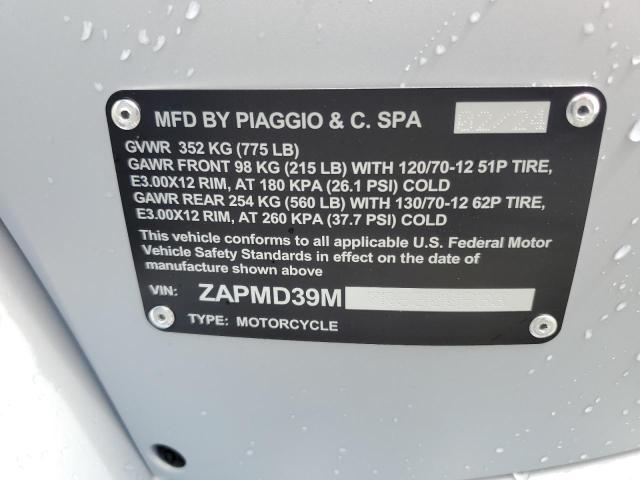 MFD BY PIAGGIO & C. SPA
GVWR 352 KG (775 LB)
GAWR FRONT 98 KG (215 LB) WITH 120/70-12 51P TIRE,
E3.00X12 RIM, AT 180 KPA (26.1 PSI) COLD
GAWR REAR 254 KG (560 LB) WITH 130/70-12 62P TIRE,
E3.00X12 RIM, AT 260 KPA (37.7 PSI) COLD
This vehicle conforms to all applicable U.S. Federal Motor
Vehicle Safety Standards in effect on the date of
manufacture shown above
VIN: ZAPMD39M
TYPE: MOTORCYCLE